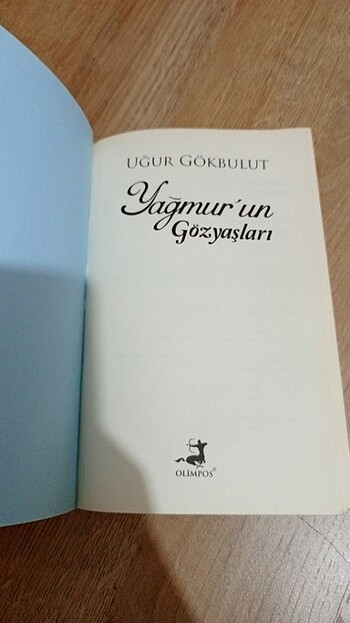 UĞUR GÖKBULUT
Yağmur'un
Gözyaşları
OLİMPOS®